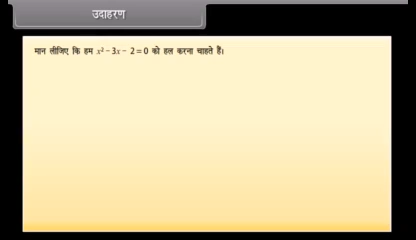 उदाहरण
मान लीजिए कि हम x² − 3x − 2 = 0 को हल करना चाहते हैं।